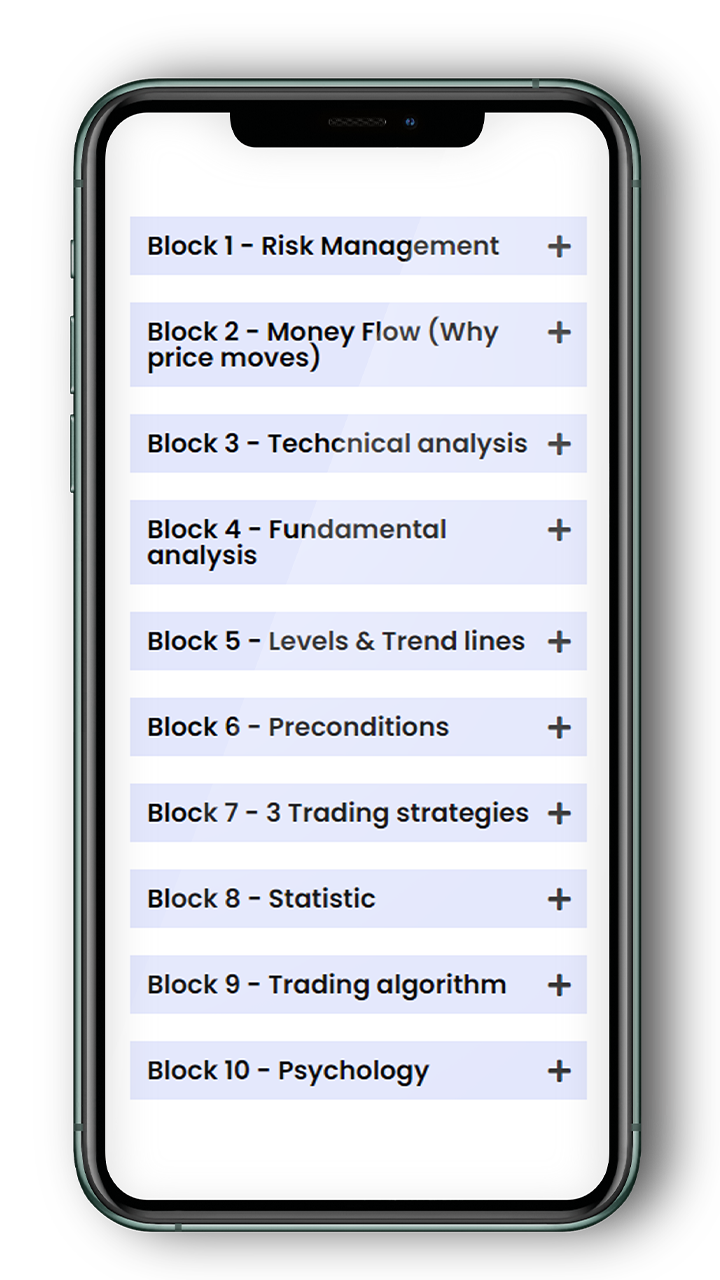 Block 1 - Risk Management
Block 2 - Money Flow (Why
price moves)
Block 3 - Techcnical analysis
Block 4 - Fundamental
analysis
Block 5 - Levels & Trend lines
Block 6 - Preconditions
Block 7 - 3 Trading strategies
Block 8 - Statistic
Block 9 - Trading algorithm
Block 10 - Psychology